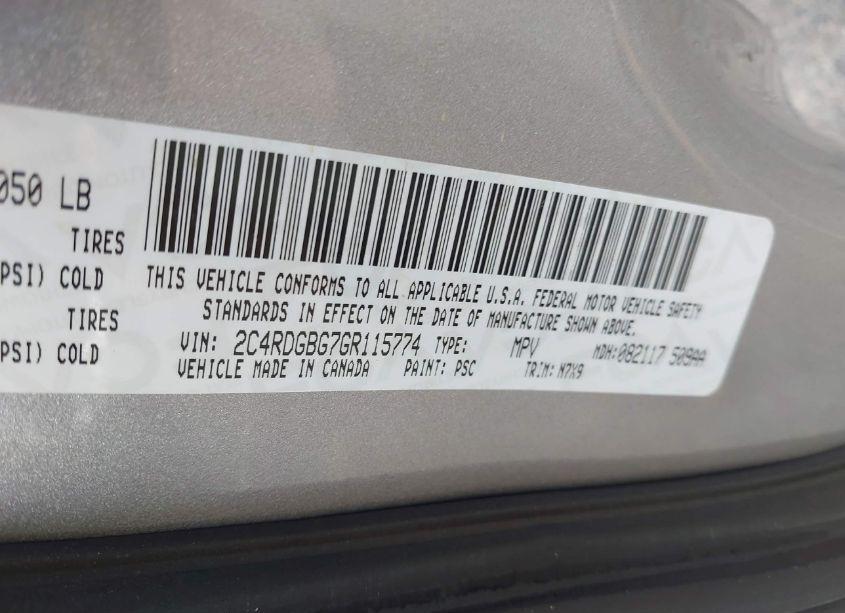 050 LB
TIRES
PSI) COLD
TIRES
PSI) COLD
THIS VEHICLE CONFORMS TO ALL APPLICABLE U.S.A. FEDERAL MOTOR VEHICLE SAFETY
STANDARDS IN EFFECT ON THE DATE OF MANUFACTURE SHOWN ABOVE.
VIN: 2C4RDGBG7GR115774 TYPE: MPV MDH:082117 509AA
VEHICLE MADE IN CANADA PAINT: PSC TRIM: N7X9